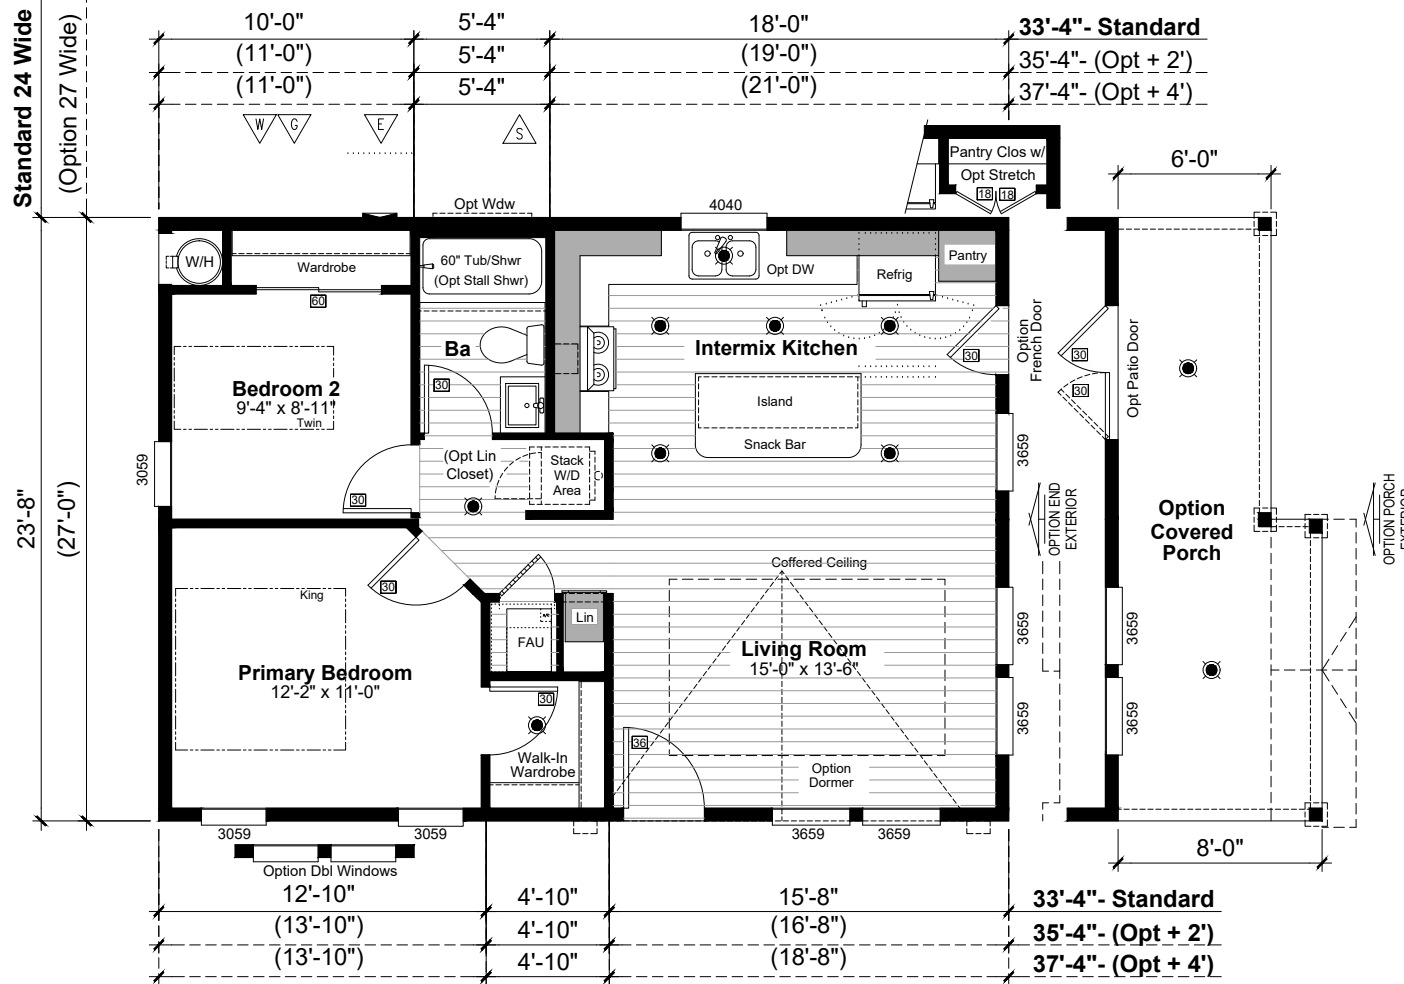 10'-0" 5'-4" 18'-0" 33'-4"- Standard
(11'-0") 5'-4" (19'-0") 35'-4"- (Opt + 2')
(11'-0") 5'-4" (21'-0") 37'-4"- (Opt + 4')
Standard 24 Wide
(Option 27 Wide)
W G E S
Pantry Clos w/
Opt Stretch
18 18
6'-0"
Opt Wdw
4040
W/H
Wardrobe
60
60" Tub/Shwr
(Opt Stall Shwr)
Opt DW
Refrig
Pantry
Ba
30
Intermix Kitchen
30
Option
French Door
30
30
Opt Patio Door
Bedroom 2
9'-4" x 8'-11"
Twin
Island
Snack Bar
3059
30
(Opt Lin
Closet)
Stack
W/D
Area
3659
23'-8"
(27'-0")
OPTION END
EXTERIOR
Option
Covered
Porch
OPTION PORCH
EXTERIOR
Coffered Ceiling
30
King
FAU
Lin
3659
3659
Primary Bedroom
12'-2" x 11'-0"
Living Room
15'-0" x 13'-6"
30
36
3659
3659
Walk-In
Wardrobe
Option
Dormer
3059
3059
3659
3659
Option Dbl Windows
8'-0"
12'-10" 4'-10" 15'-8" 33'-4"- Standard
(13'-10") 4'-10" (16'-8") 35'-4"- (Opt + 2')
(13'-10") 4'-10" (18'-8") 37'-4"- (Opt + 4')